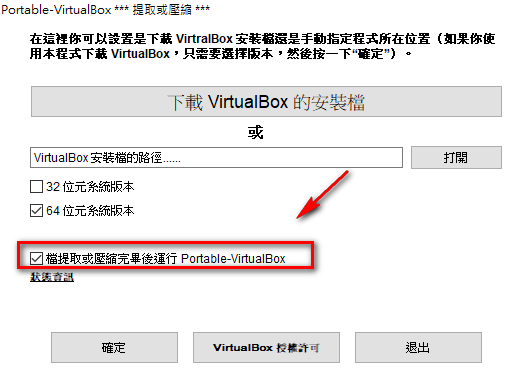 Portable-VirtualBox *** 提取或壓縮 ***
在這裡你可以設置是下載 VirtralBox 安裝檔還是手動指定程式所在位置（如果你使
用本程式下載 VirtualBox，只需要選擇版本，然後按一下“確定”）。
下載 VirtualBox 的安裝檔
或
VirtualBox 安裝檔的路徑......
打開
32 位元系統版本
64 位元系統版本
檔提取或壓縮完畢後運行 Portable-VirtualBox
狀態資訊
確定
VirtualBox 授權許可
退出